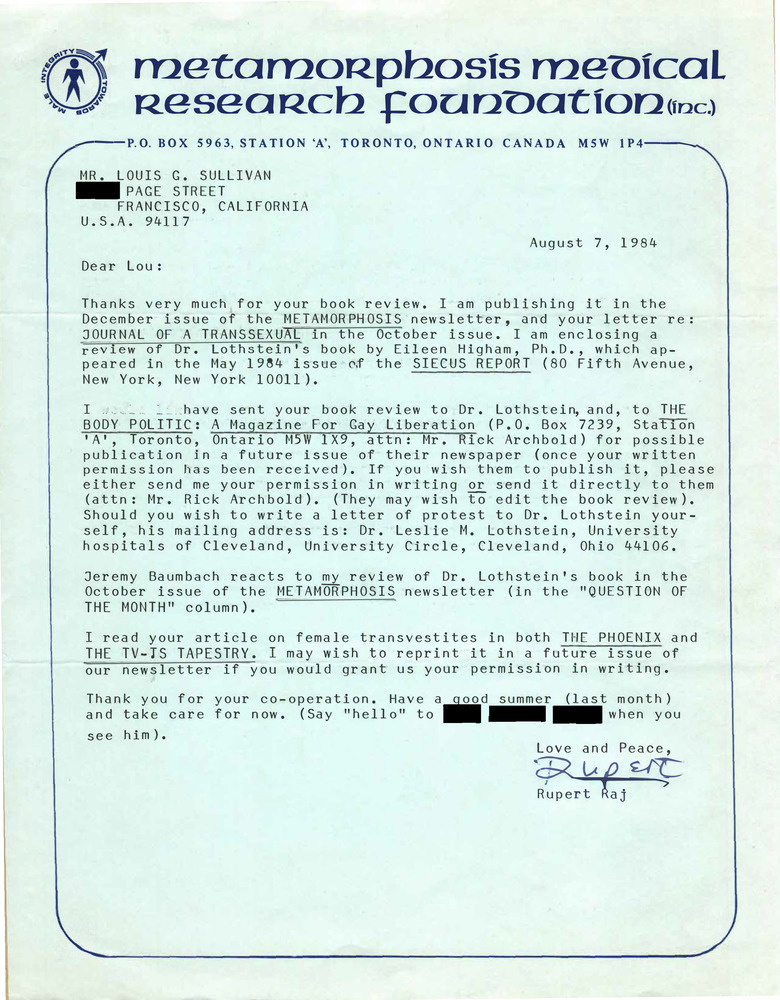 INTEGRITY
TOWARDS
MALE
metamorphosis medical
research foundation (inc.)
P.O. BOX 5963, STATION 'A', TORONTO, ONTARIO CANADA M5W 1P4
MR. LOUIS G. SULLIVAN
PAGE STREET
FRANCISCO, CALIFORNIA
U.S.A. 94117
August 7, 1984
Dear Lou:
Thanks very much for your book review. I am publishing it in the
December issue of the METAMORPHOSIS newsletter, and your letter re:
JOURNAL OF A TRANSSEXUAL in the October issue. I am enclosing a
review of Dr. Lothstein's book by Eileen Higham, Ph.D., which ap-
peared in the May 1984 issue of the SIECUS REPORT (80 Fifth Avenue,
New York, New York 10011).
I have sent your book review to Dr. Lothstein, and, to THE
BODY POLITIC: A Magazine For Gay Liberation (P.O. Box 7239, Station
'A', Toronto, Ontario M5W 1X9, attn: Mr. Rick Archbold) for possible
publication in a future issue of their newspaper (once your written
permission has been received). If you wish them to publish it, please
either send me your permission in writing or send it directly to them
(attn: Mr. Rick Archbold). (They may wish to edit the book review).
Should you wish to write a letter of protest to Dr. Lothstein your-
self, his mailing address is: Dr. Leslie M. Lothstein, University
hospitals of Cleveland, University Circle, Cleveland, Ohio 44106.
Jeremy Baumbach reacts to my review of Dr. Lothstein's book in the
October issue of the METAMORPHOSIS newsletter (in the "QUESTION OF
THE MONTH" column).
I read your article on female transvestites in both THE PHOENIX and
THE TV-TS TAPESTRY. I may wish to reprint it in a future issue of
our newsletter if you would grant us your permission in writing.
Thank you for your co-operation. Have a good summer (last month)
and take care for now. (Say "hello" to when you
see him).
Love and Peace,
Rupert
Rupert Raj